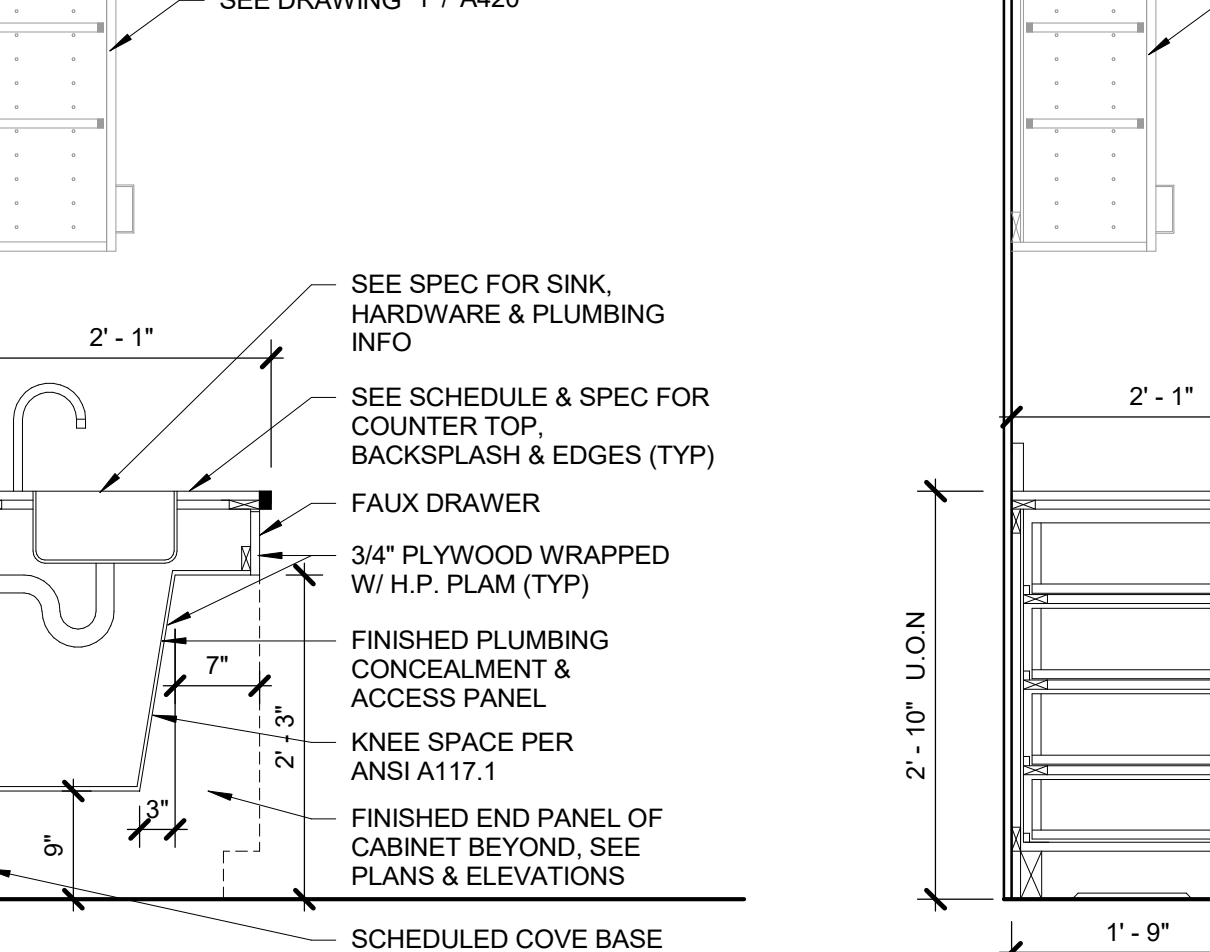 SEE DRAWING 1 / A420
SEE SPEC FOR SINK,
HARDWARE & PLUMBING
INFO
2' - 1"
SEE SCHEDULE & SPEC FOR
COUNTER TOP,
BACKSPLASH & EDGES (TYP)
2' - 1"
FAUX DRAWER
3/4" PLYWOOD WRAPPED
W/ H.P. PLAM (TYP)
FINISHED PLUMBING
CONCEALMENT &
ACCESS PANEL
7"
2' - 3"
KNEE SPACE PER
ANSI A117.1
2' - 10" U.O.N
3"
9"
FINISHED END PANEL OF
CABINET BEYOND, SEE
PLANS & ELEVATIONS
SCHEDULED COVE BASE
1' - 9"